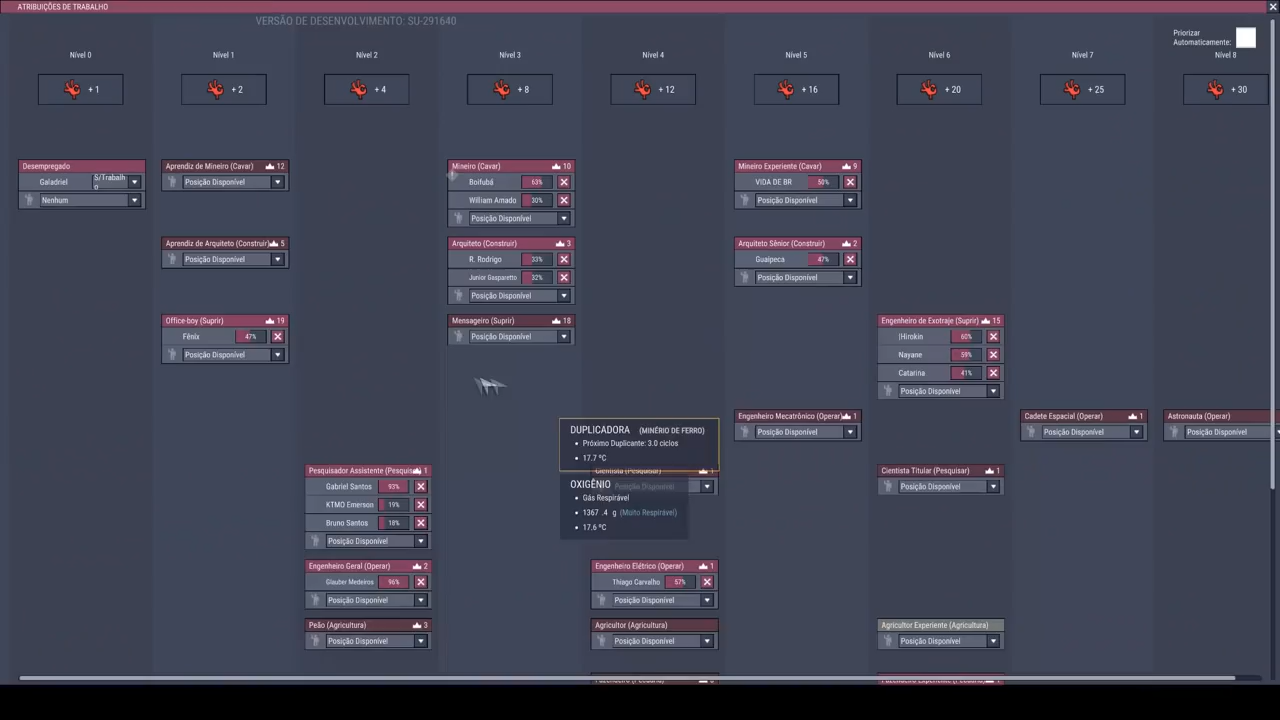 ATRIBUIÇÕES DE TRABALHO
VERSÃO DE DESENVOLVIMENTO: SU-291640
Priorizar
Automaticamente:
Nível 0
Nível 1
Nível 2
Nível 3
Nível 4
Nível 5
Nível 6
Nível 7
Nível 8
+ 1
+ 2
+ 4
+ 8
+ 12
+ 16
+ 20
+ 25
+ 30
Desempregado
Galadriel S/Trabalho
Nenhum
Aprendiz de Mineiro (Cavar) 12
Posição Disponível
Mineiro (Cavar) 10
Boifubá 63%
William Amado 30%
Posição Disponível
Mineiro Experiente (Cavar) 9
VIDA DE BR 50%
Posição Disponível
Aprendiz de Arquiteto (Construir) 5
Posição Disponível
Arquiteto (Construir) 3
R. Rodrigo 33%
Junior Gasparetto 32%
Posição Disponível
Arquiteto Sênior (Construir) 2
Guaipeca 47%
Posição Disponível
Office-boy (Suprir) 19
Fênix 47%
Posição Disponível
Mensageiro (Suprir) 18
Posição Disponível
Engenheiro de Exotraje (Suprir) 15
Hirokin 60%
Nayane 59%
Catarina 41%
Posição Disponível
Engenheiro Mecatrônico (Operar) 1
Posição Disponível
Cadete Espacial (Operar) 1
Posição Disponível
Astronauta (Operar)
Posição Disponível
DUPLICADORA (MINÉRIO DE FERRO)
Próximo Duplicante: 3.0 ciclos
17.7 ºC
Pesquisador Assistente (Pesquisa 1
Gabriel Santos 93%
KTMO Emerson 19%
Bruno Santos 18%
Posição Disponível
Cientista (Pesquisar) 1
Posição Disponível
OXIGÊNIO
Gás Respirável
1367 .4 g (Muito Respirável)
17,6 ºC
Cientista Titular (Pesquisar) 1
Posição Disponível
Engenheiro Geral (Operar) 2
Glauber Medeiros 96%
Posição Disponível
Engenheiro Elétrico (Operar) 1
Thiago Carvalho 57%
Posição Disponível
Peão (Agricultura) 3
Posição Disponível
Agricultor (Agricultura)
Posição Disponível
Agricultor Experiente (Agricultura)
Posição Disponível